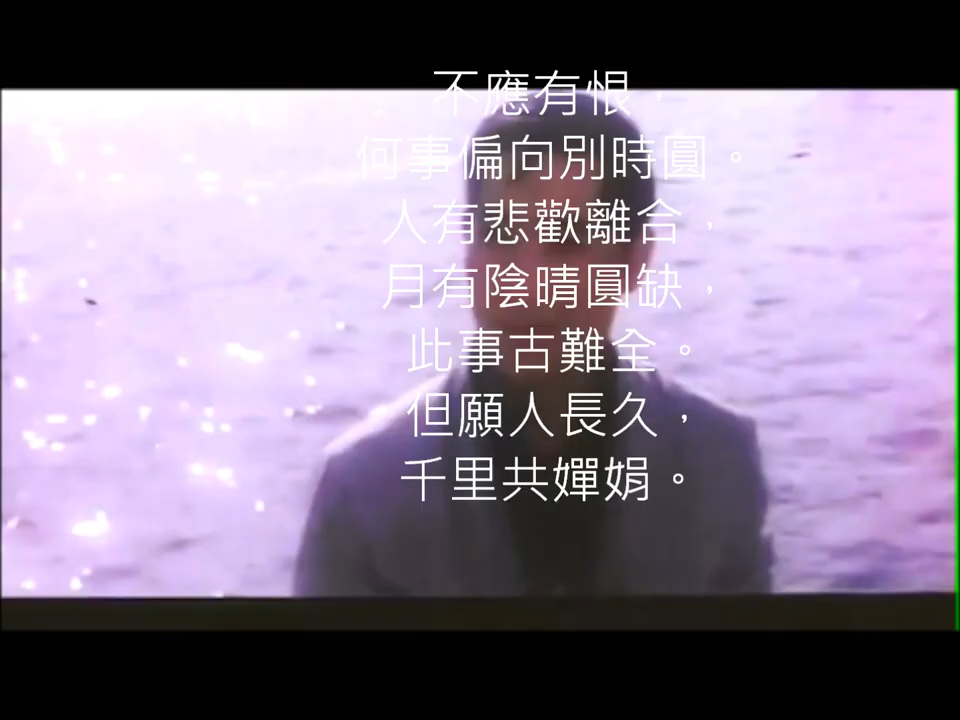 不應有恨，
何事偏向別時圓。
人有悲歡離合，
月有陰晴圓缺，
此事古難全。
但願人長久，
千里共嬋娟。